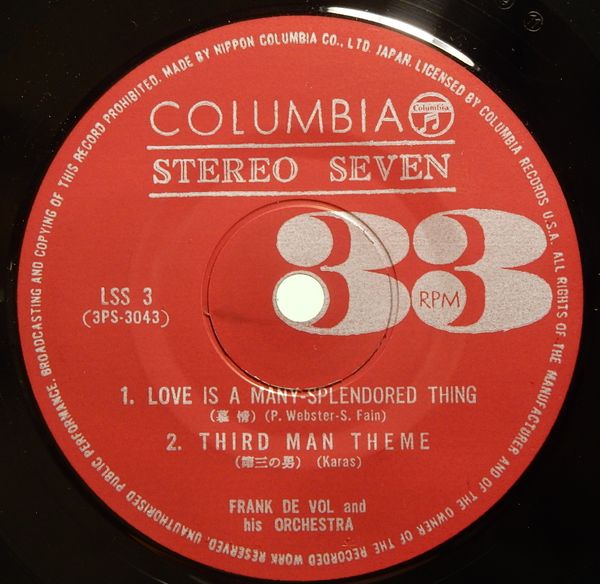 MADE BY NIPPON COLUMBIA CO., LTD. JAPAN. LICENSED BY COLUMBIA RECORDS U.S.A. ALL RIGHTS OF THE MANUFACTURER AND OF THE OWNER OF THE RECORDED WORK RESERVED. UNAUTHORISED PUBLIC PERFORMANCE. BROADCASTING AND COPYING OF THIS RECORD PROHIBITED.
COLUMBIA
Columbia
STEREO SEVEN
33
RPM
LSS 3
(3PS-3043)
1. LOVE IS A MANY-SPLENDORED THING
(慕情) (P. Webster-S. Fain)
2. THIRD MAN THEME
(第三の男) (Karas)
FRANK DE VOL and
his ORCHESTRA